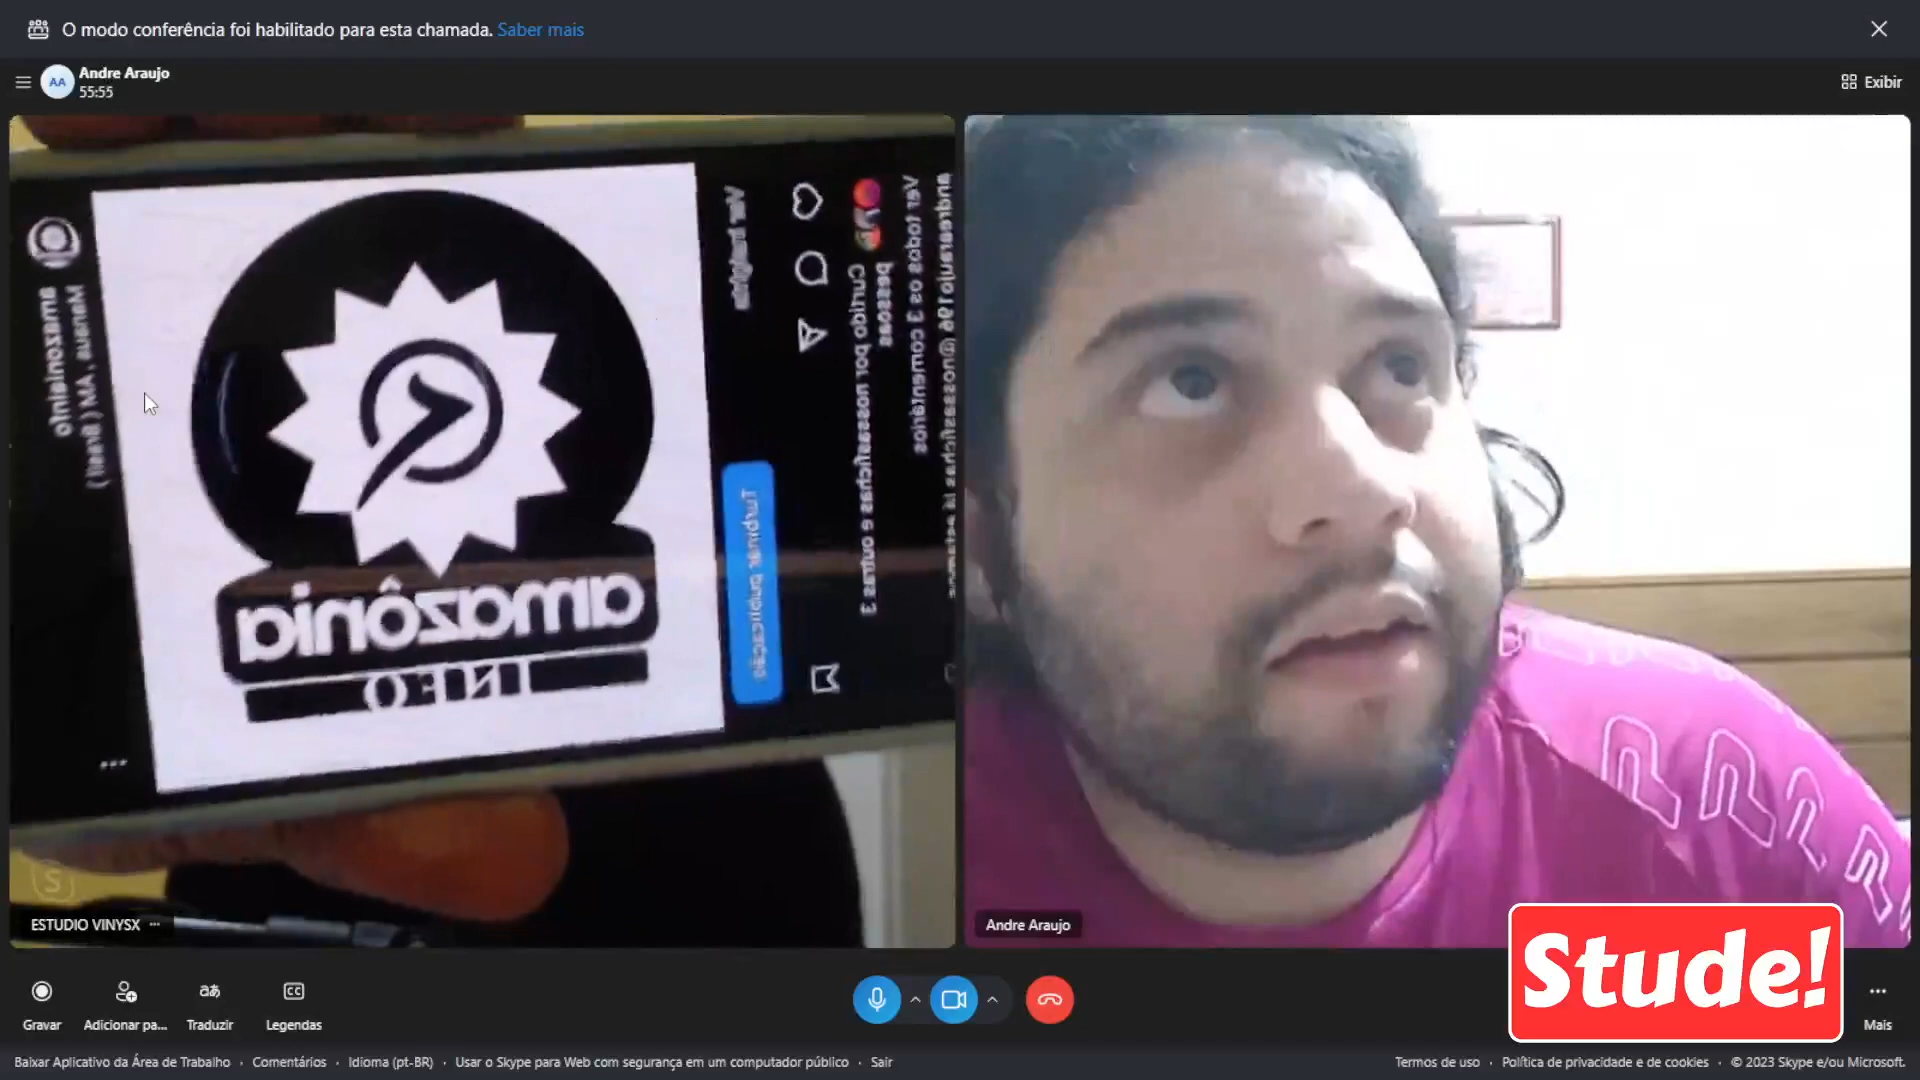 O modo conferência foi habilitado para esta chamada. Saber mais
AA
Andre Araujo
55:55
Exibir
amazoniainfo
Manaus, AM ( Brasil )
amazônia
INFO
Ver Insights
Turbinar publicação
Curtido por nossasfichas e outras 3
pessoas
Ver todos os 3 comentários
ESTUDIO VINYSX
Andre Araujo
Stude!
Gravar
Adicionar pa...
Traduzir
Legendas
Mais
Baixar Aplicativo da Área de Trabalho · Comentários · Idioma (pt-BR) · Usar o Skype para Web com segurança em um computador público · Sair
Termos de uso · Política de privacidade e de cookies · © 2023 Skype e/ou Microsoft.